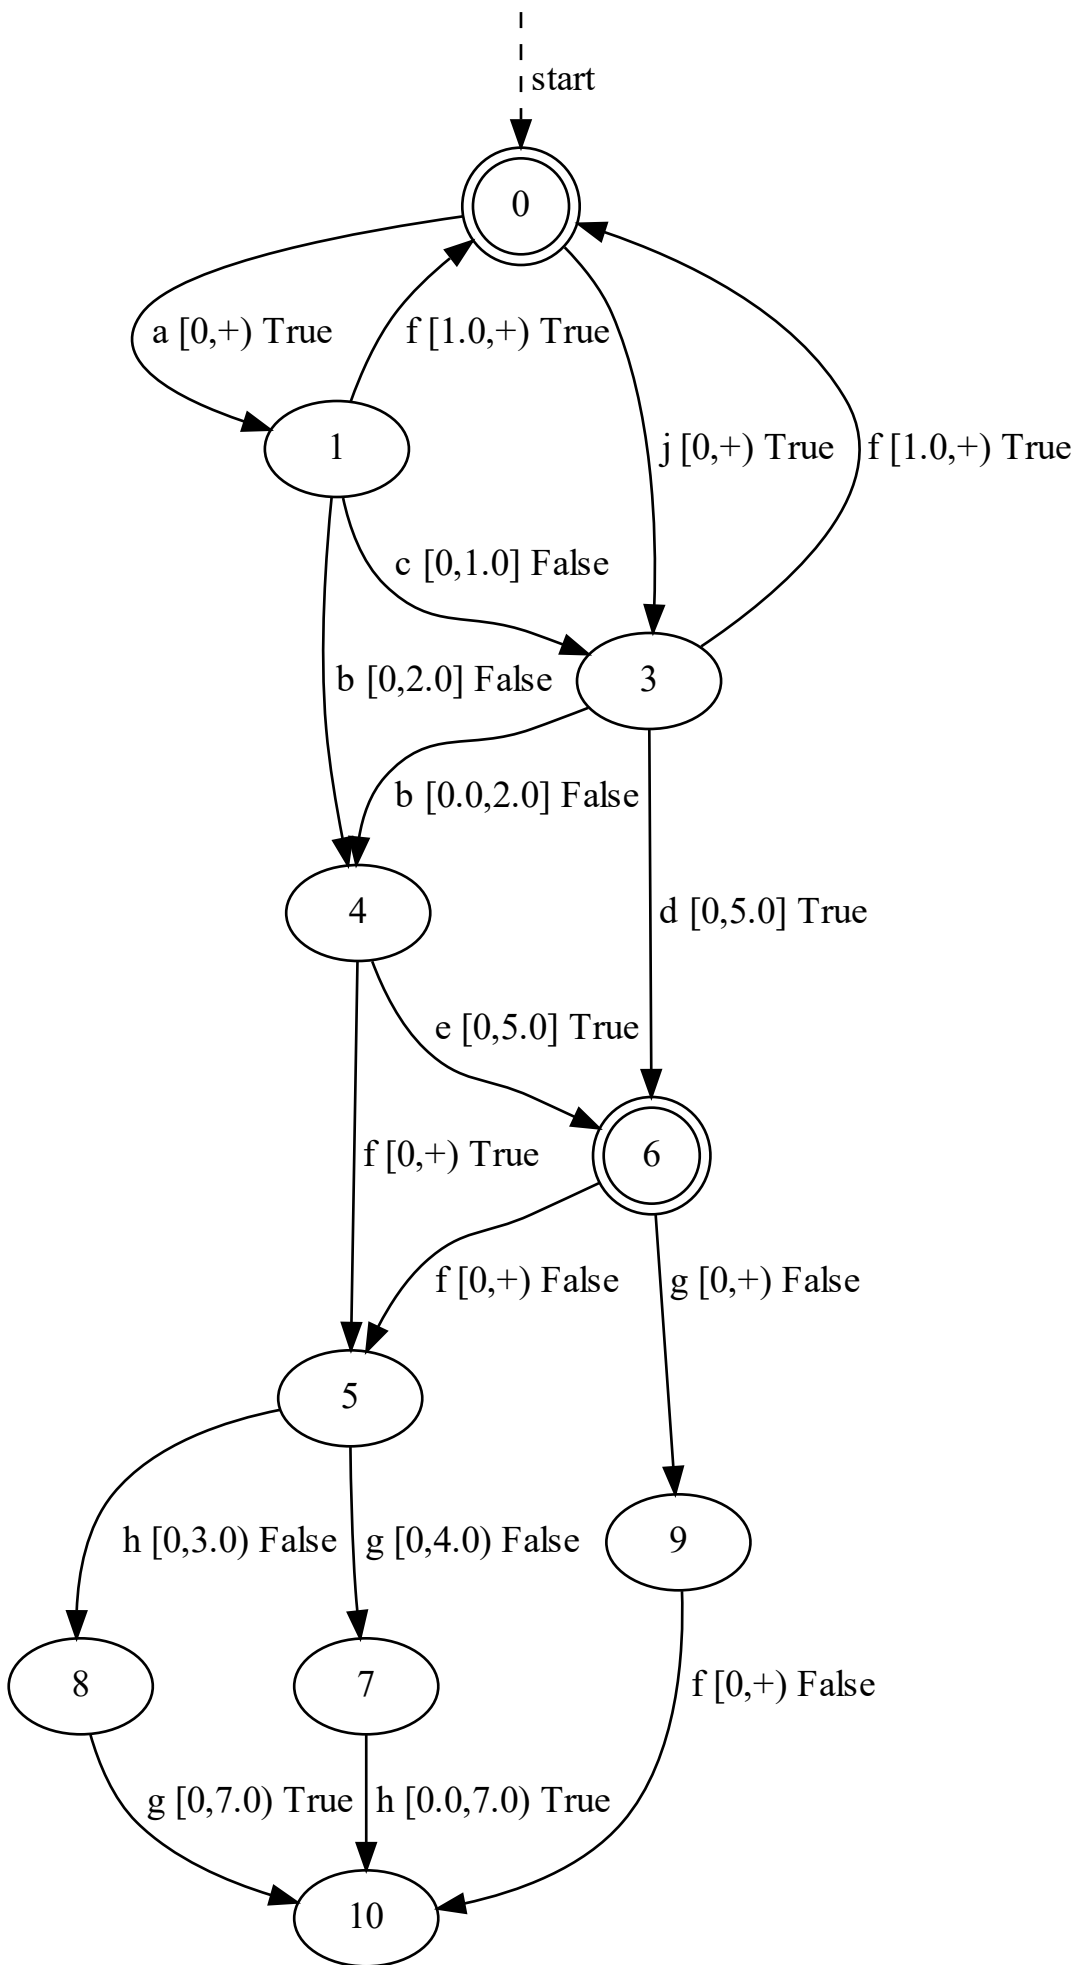 start
0
a [0,+) True
f [1.0,+) True
1
j [0,+) True
f [1.0,+) True
c [0,1.0] False
b [0,2.0] False
3
b [0.0,2.0] False
4
d [0,5.0] True
e [0,5.0] True
f [0,+) True
6
f [0,+) False
g [0,+) False
5
h [0,3.0) False
g [0,4.0) False
9
8
7
f [0,+) False
g [0,7.0) True
h [0.0,7.0) True
10